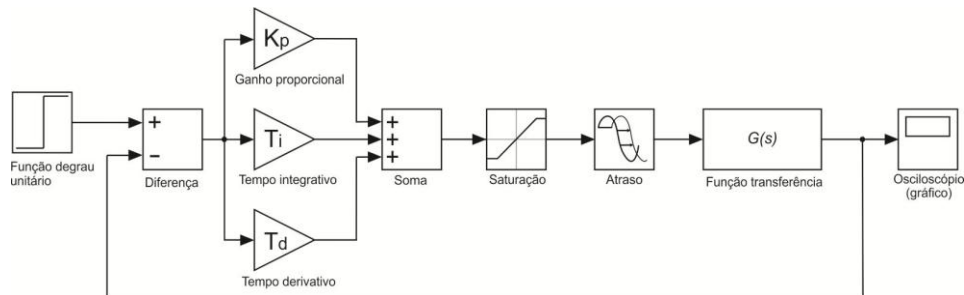 Kp
Ganho proporcional
+
−
Ti
+
+
+
G(s)
Função degrau
unitário
Diferença
Tempo integrativo
Soma
Saturação
Atraso
Função transferência
Osciloscópio
(gráfico)
Td
Tempo derivativo